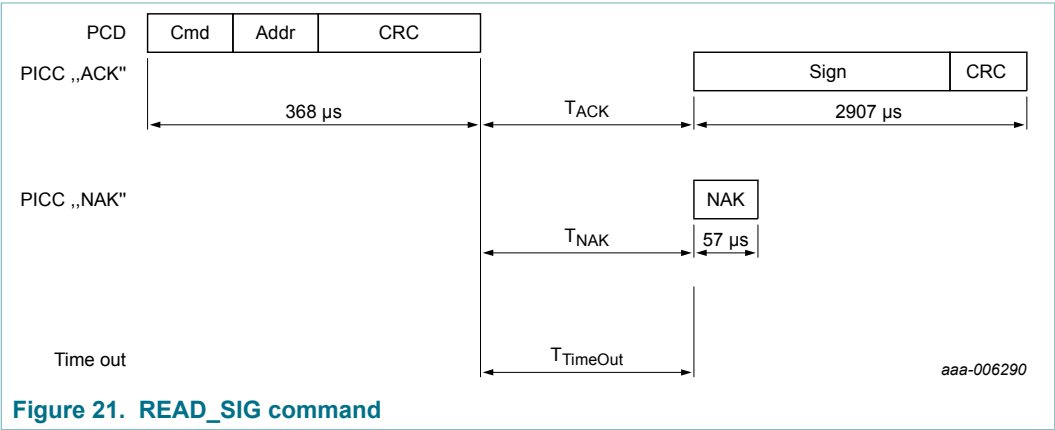 PCD Cmd Addr CRC
PICC ,,ACK" Sign CRC
368 µs TACK 2907 µs
PICC ,,NAK" NAK
TNAK 57 µs
Time out TTimeOut aaa-006290
Figure 21. READ_SIG command